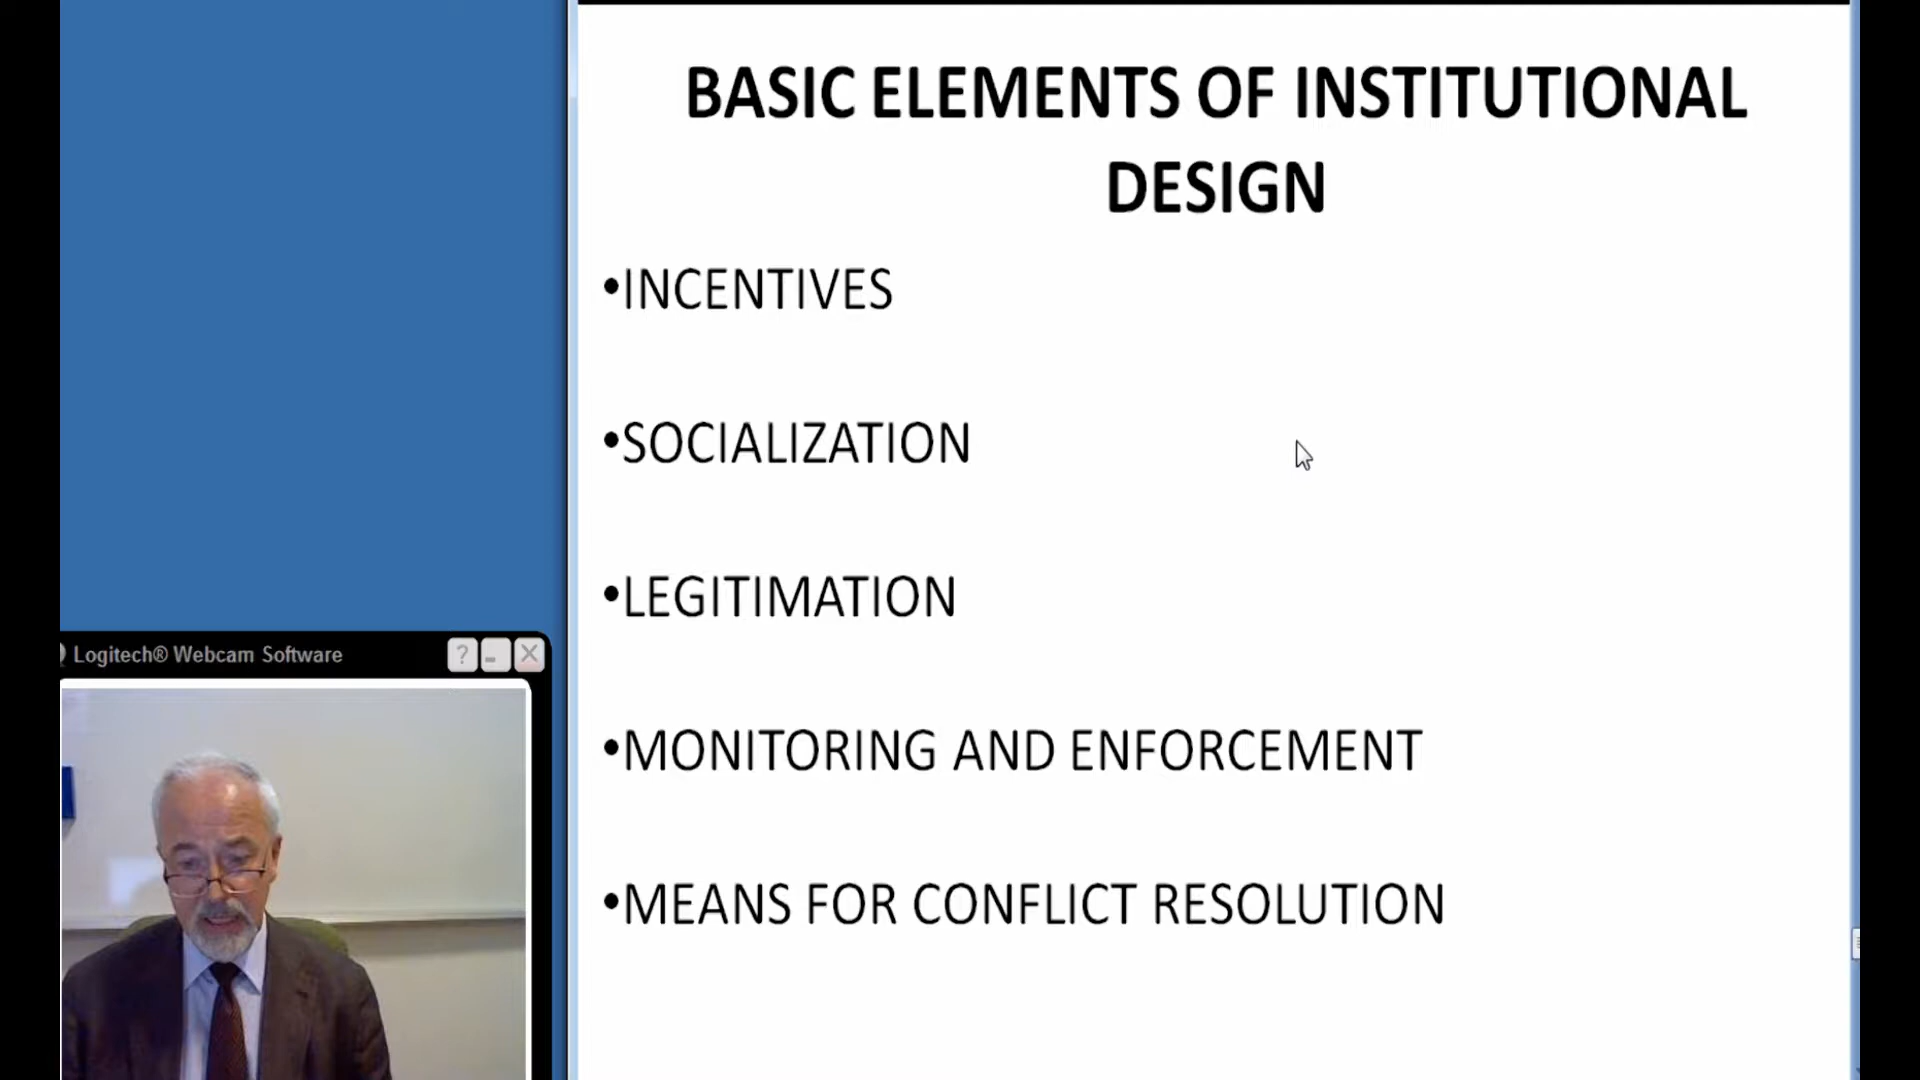 BASIC ELEMENTS OF INSTITUTIONAL
DESIGN
•INCENTIVES
•SOCIALIZATION
•LEGITIMATION
•MONITORING AND ENFORCEMENT
•MEANS FOR CONFLICT RESOLUTION
Logitech® Webcam Software